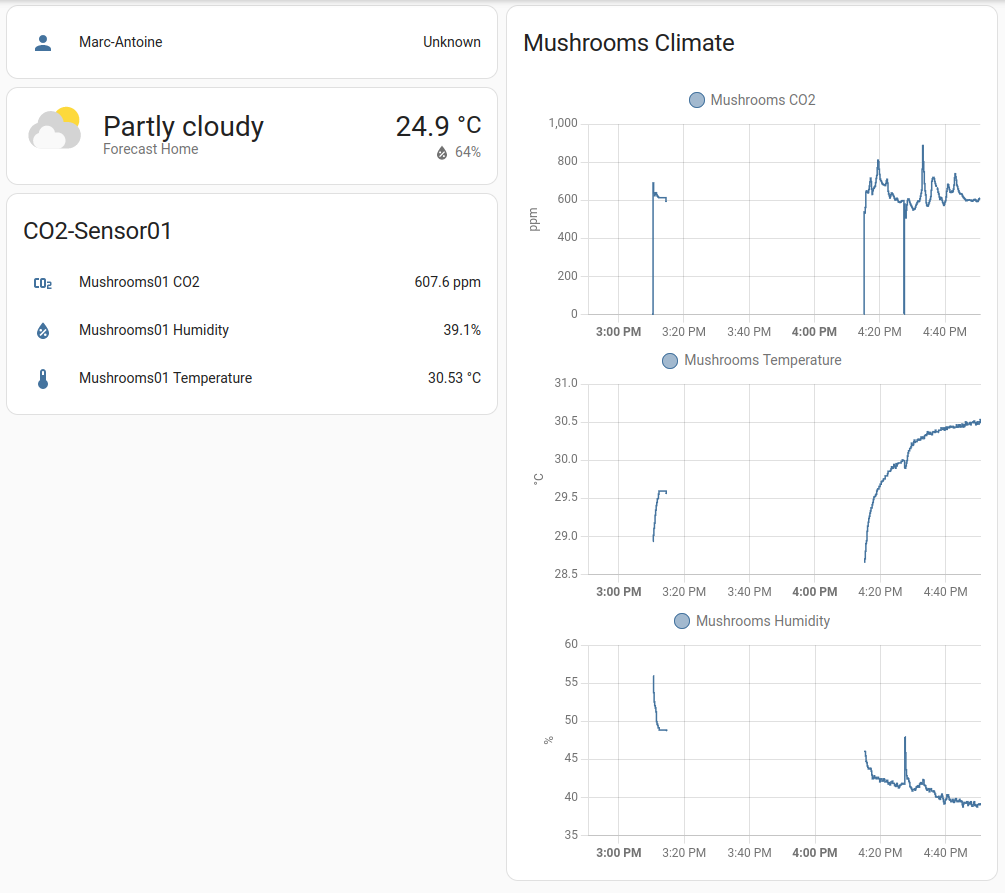 Marc-Antoine Unknown
Partly cloudy 24.9 °C
Forecast Home 64%
CO2-Sensor01
CO₂ Mushrooms01 CO2 607.6 ppm
Mushrooms01 Humidity 39.1%
Mushrooms01 Temperature 30.53 °C
Mushrooms Climate
Mushrooms CO2
1,000
800
600
400
200
0
ppm
3:00 PM 3:20 PM 3:40 PM 4:00 PM 4:20 PM 4:40 PM
Mushrooms Temperature
31.0
30.5
30.0
29.5
29.0
28.5
°C
3:00 PM 3:20 PM 3:40 PM 4:00 PM 4:20 PM 4:40 PM
Mushrooms Humidity
60
55
50
45
40
35
%
3:00 PM 3:20 PM 3:40 PM 4:00 PM 4:20 PM 4:40 PM